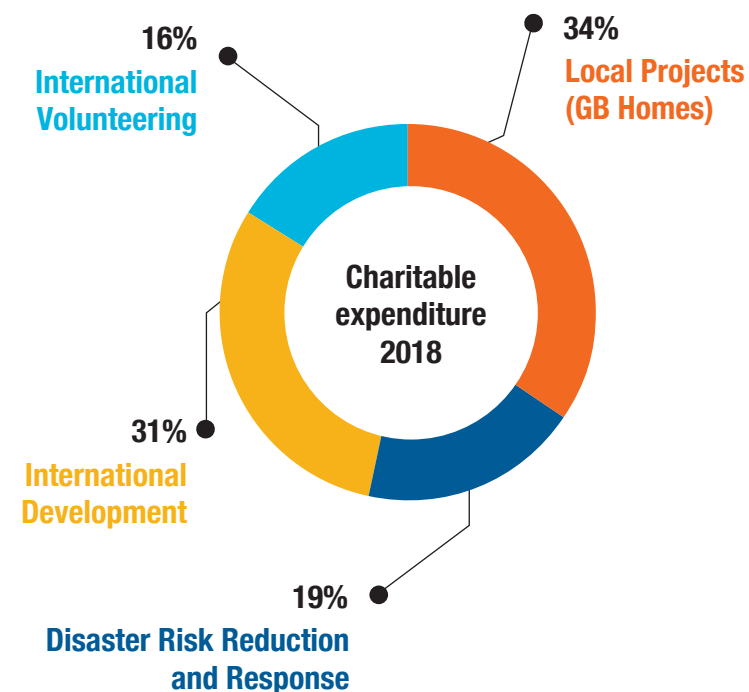 16%
International
Volunteering
34%
Local Projects
(GB Homes)
Charitable
expenditure
2018
31%
International
Development
19%
Disaster Risk Reduction
and Response